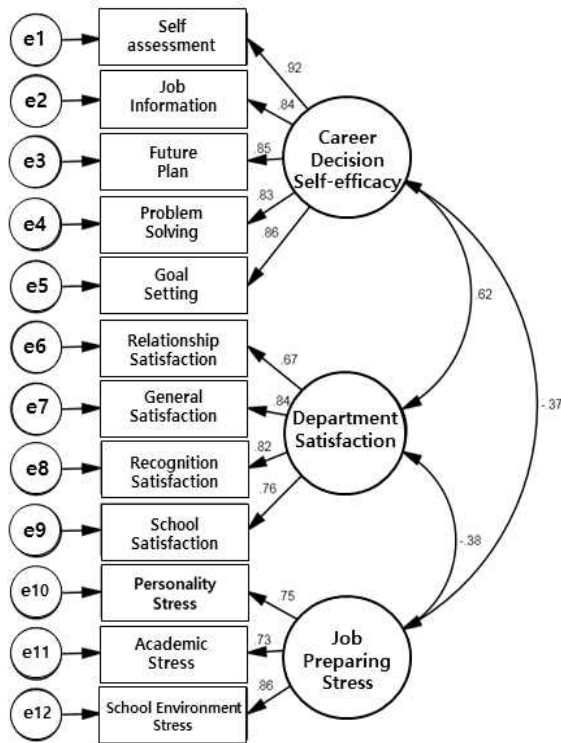 e1
Self
assessment
.92
e2
Job
Information
.84
e3
Future
Plan
.85
Career
Decision
Self-efficacy
e4
Problem
Solving
.83
e5
Goal
Setting
.86
.62
e6
Relationship
Satisfaction
.67
e7
General
Satisfaction
.84
Department
Satisfaction
-.37
e8
Recognition
Satisfaction
.82
e9
School
Satisfaction
.76
-.38
e10
Personality
Stress
.75
e11
Academic
Stress
.73
Job
Preparing
Stress
e12
School Environment
Stress
.86